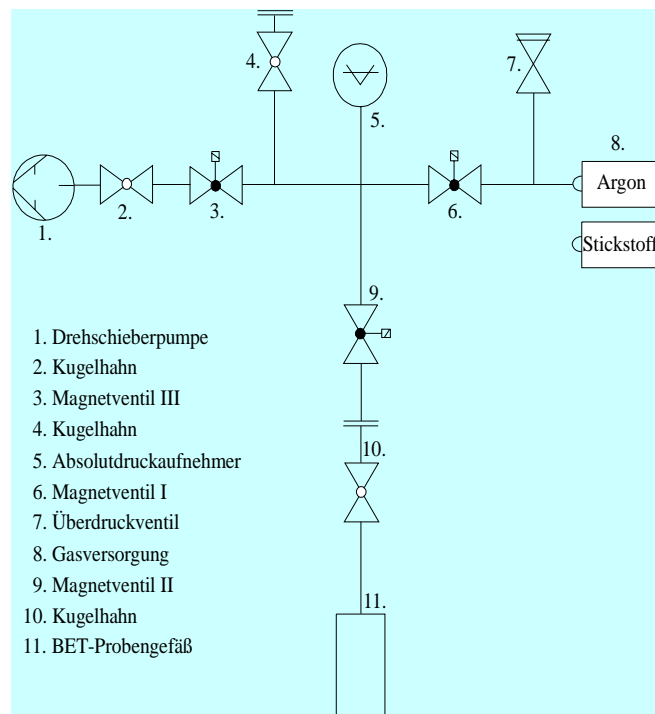 4.
7.
5.
8.
Argon
1.
2.
3.
6.
Stickstoff
9.
10.
11.
1. Drehschieberpumpe
2. Kugelhahn
3. Magnetventil III
4. Kugelhahn
5. Absolutdruckaufnehmer
6. Magnetventil I
7. Überdruckventil
8. Gasversorgung
9. Magnetventil II
10. Kugelhahn
11. BET-Probengefäß